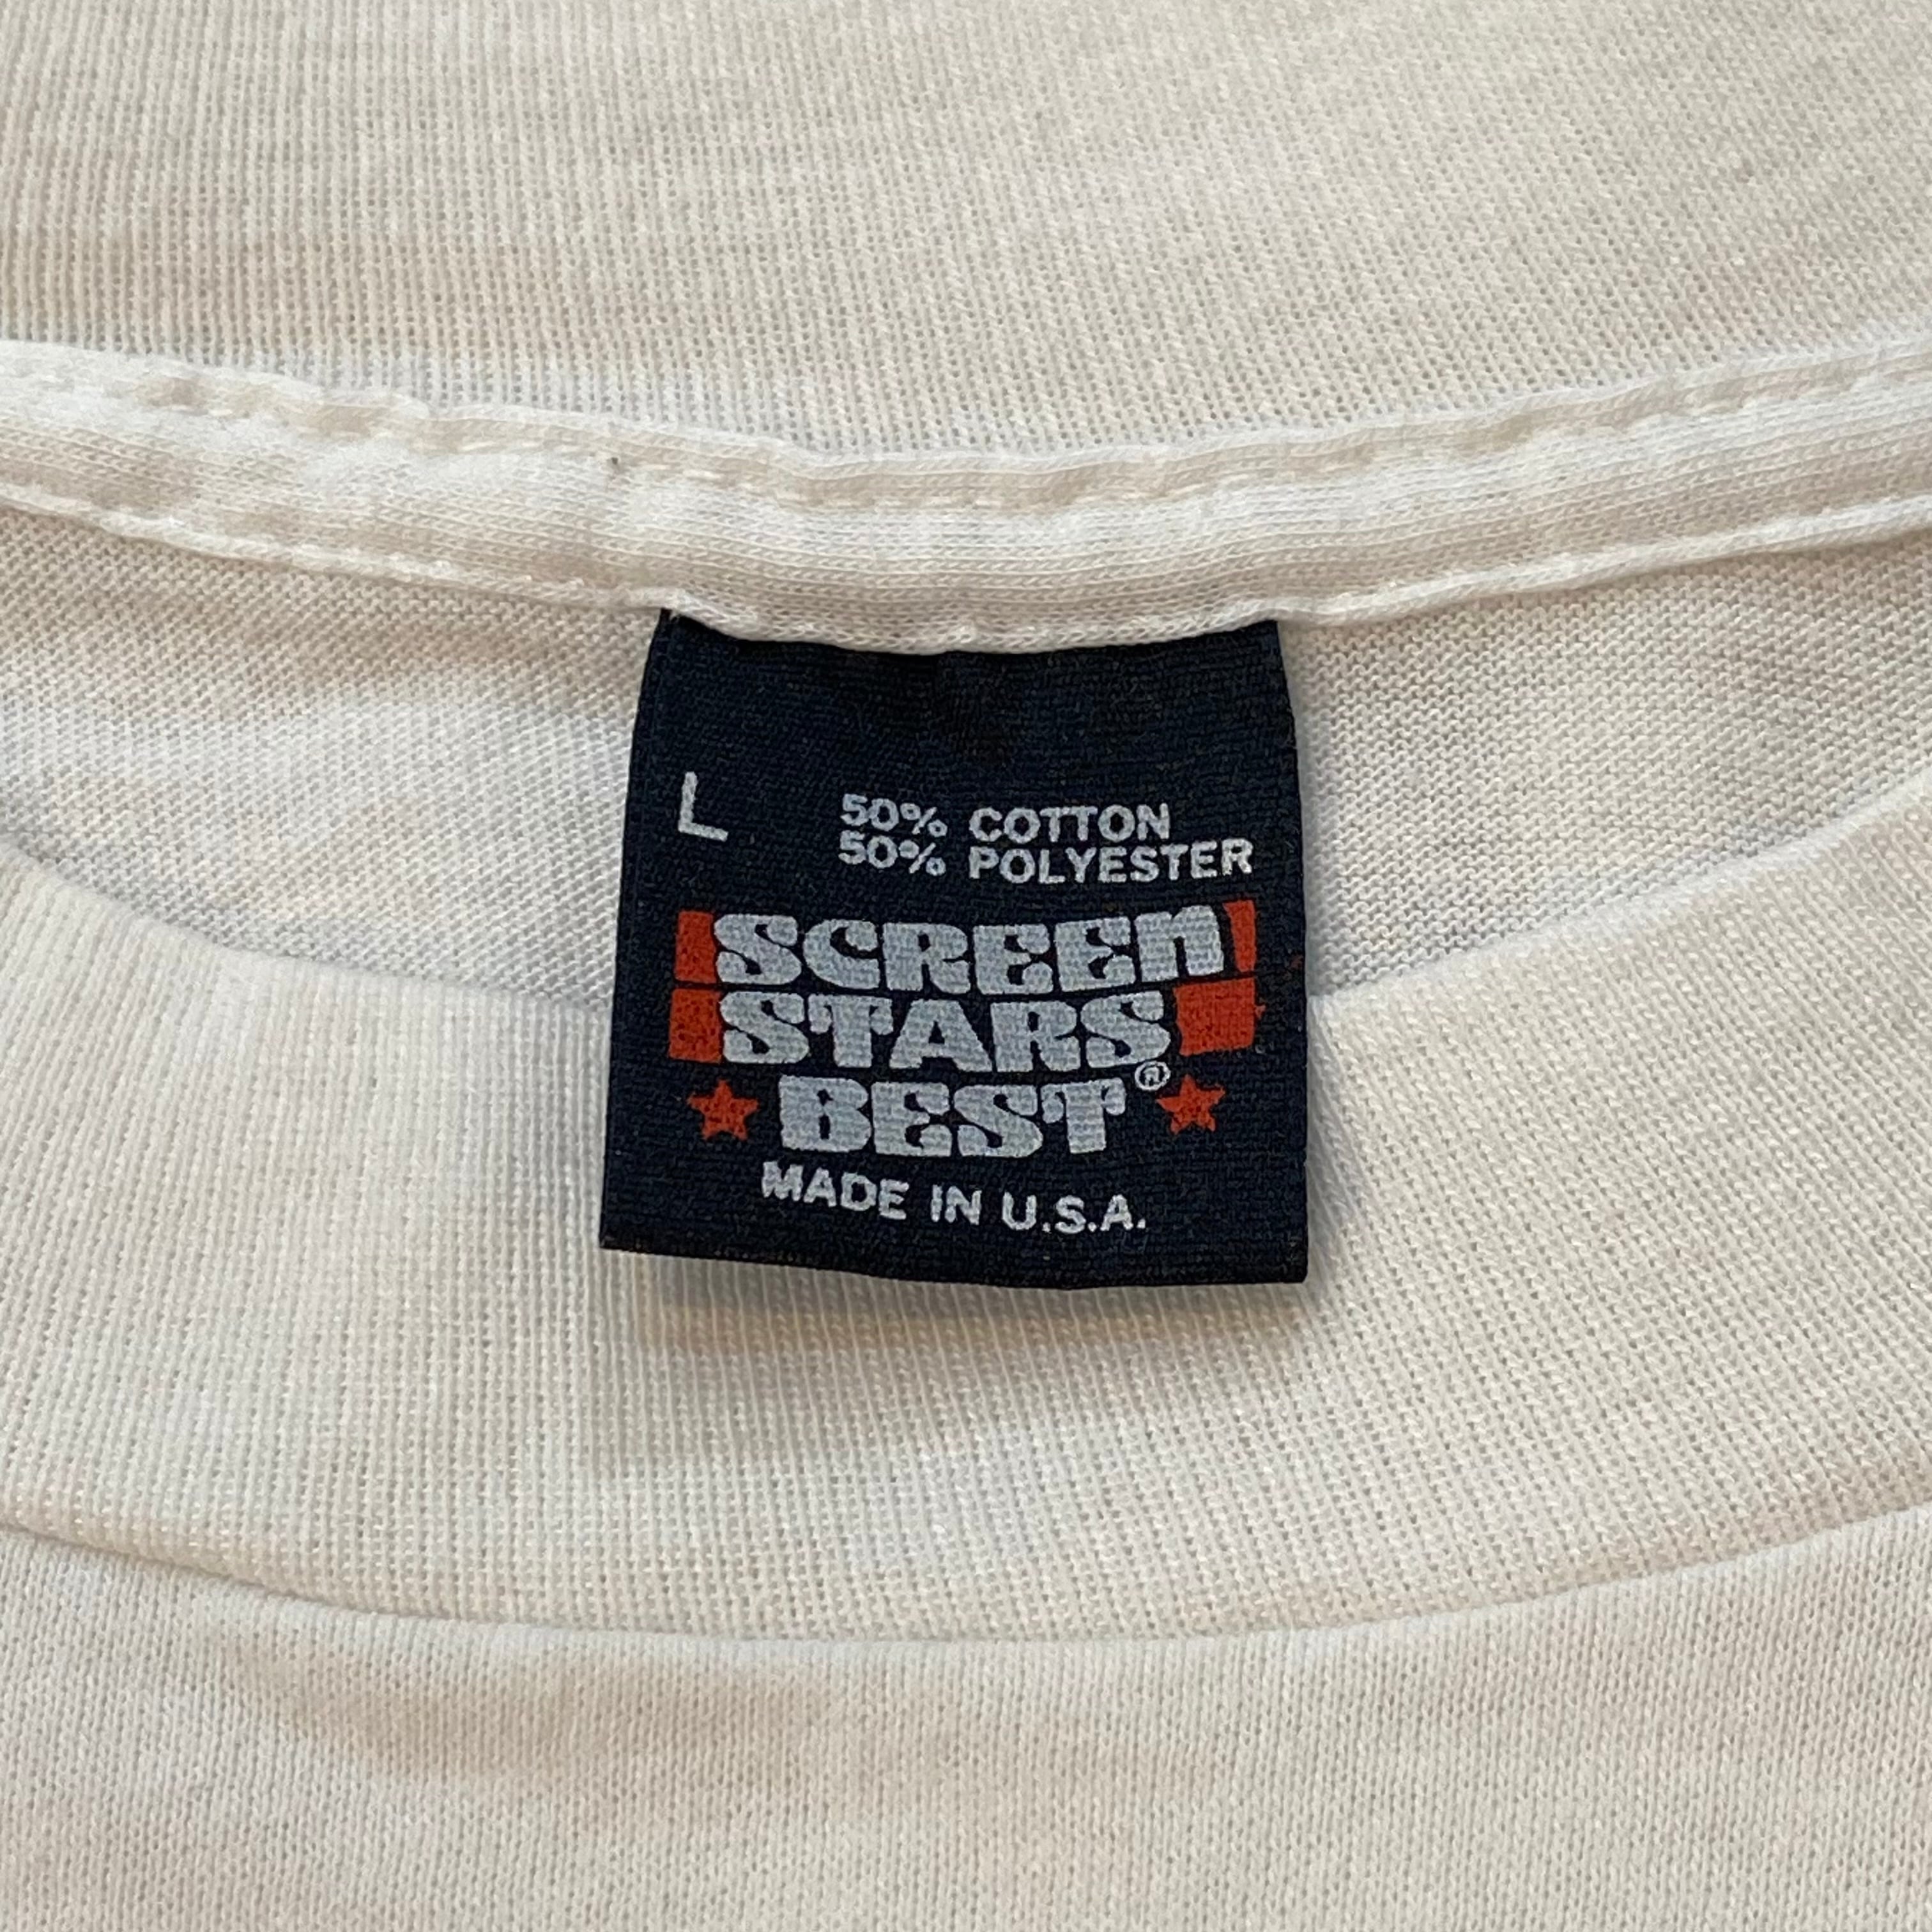 L
50% COTTON
50% POLYESTER
SCREEn
STARS
BEST®
MADE IN U.S.A.